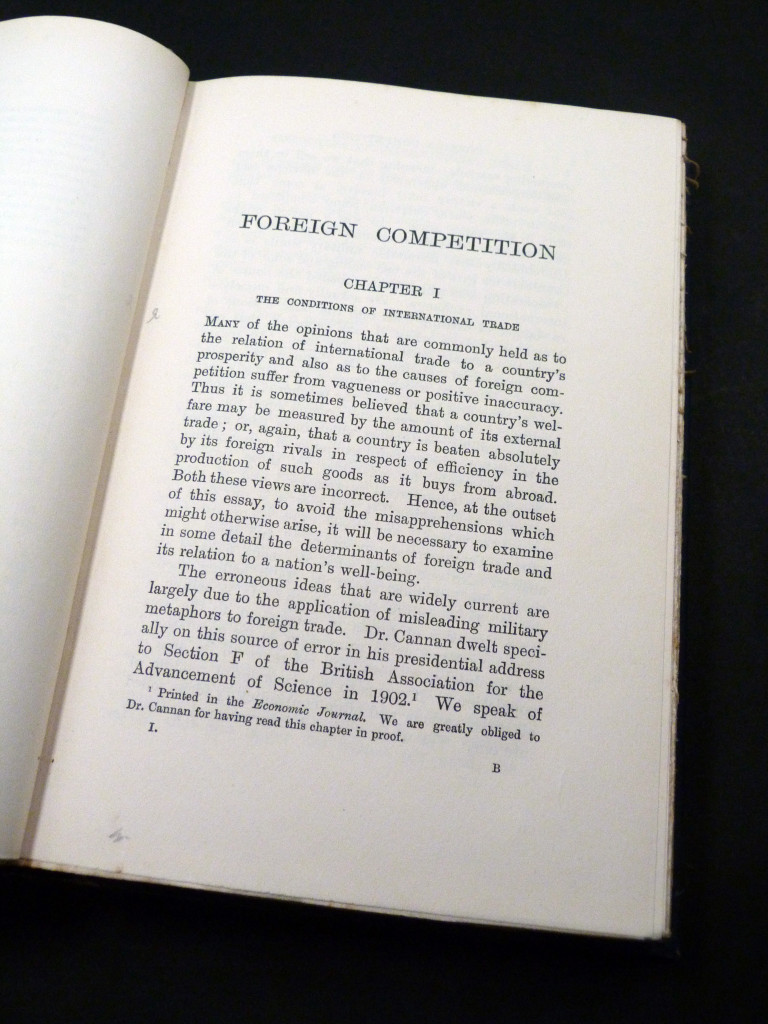 FOREIGN COMPETITION
CHAPTER I
THE CONDITIONS OF INTERNATIONAL TRADE
MANY of the opinions that are commonly held as to
the relation of international trade to a country's
prosperity and also as to the causes of foreign com-
petition suffer from vagueness or positive inaccuracy.
Thus it is sometimes believed that a country's wel-
fare may be measured by the amount of its external
trade; or, again, that a country is beaten absolutely
by its foreign rivals in respect of efficiency in the
production of such goods as it buys from abroad.
Both these views are incorrect. Hence, at the outset
of this essay, to avoid the misapprehensions which
might otherwise arise, it will be necessary to examine
in some detail the determinants of foreign trade and
its relation to a nation's well-being.
The erroneous ideas that are widely current are
largely due to the application of misleading military
metaphors to foreign trade. Dr. Cannan dwelt speci-
ally on this source of error in his presidential address
to Section F of the British Association for the
Advancement of Science in 1902.¹ We speak of
¹ Printed in the Economic Journal. We are greatly obliged to
Dr. Cannan for having read this chapter in proof.
I.
B